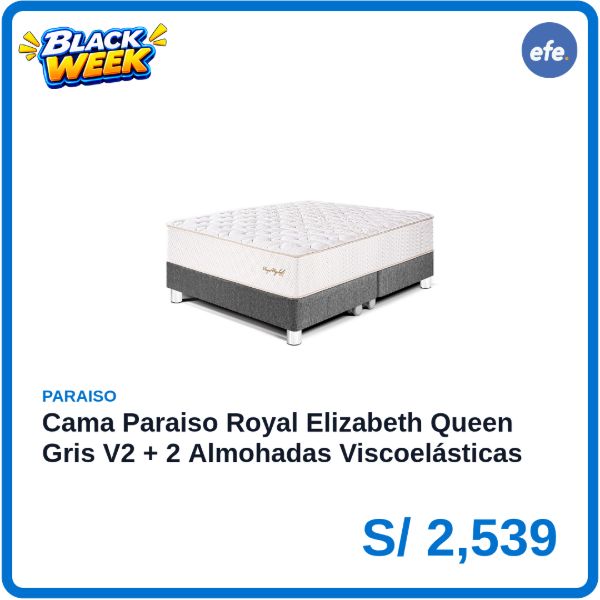 BLACK
WEEK
efe.
PARAISO
Cama Paraiso Royal Elizabeth Queen
Gris V2 + 2 Almohadas Viscoelásticas
S/ 2,539